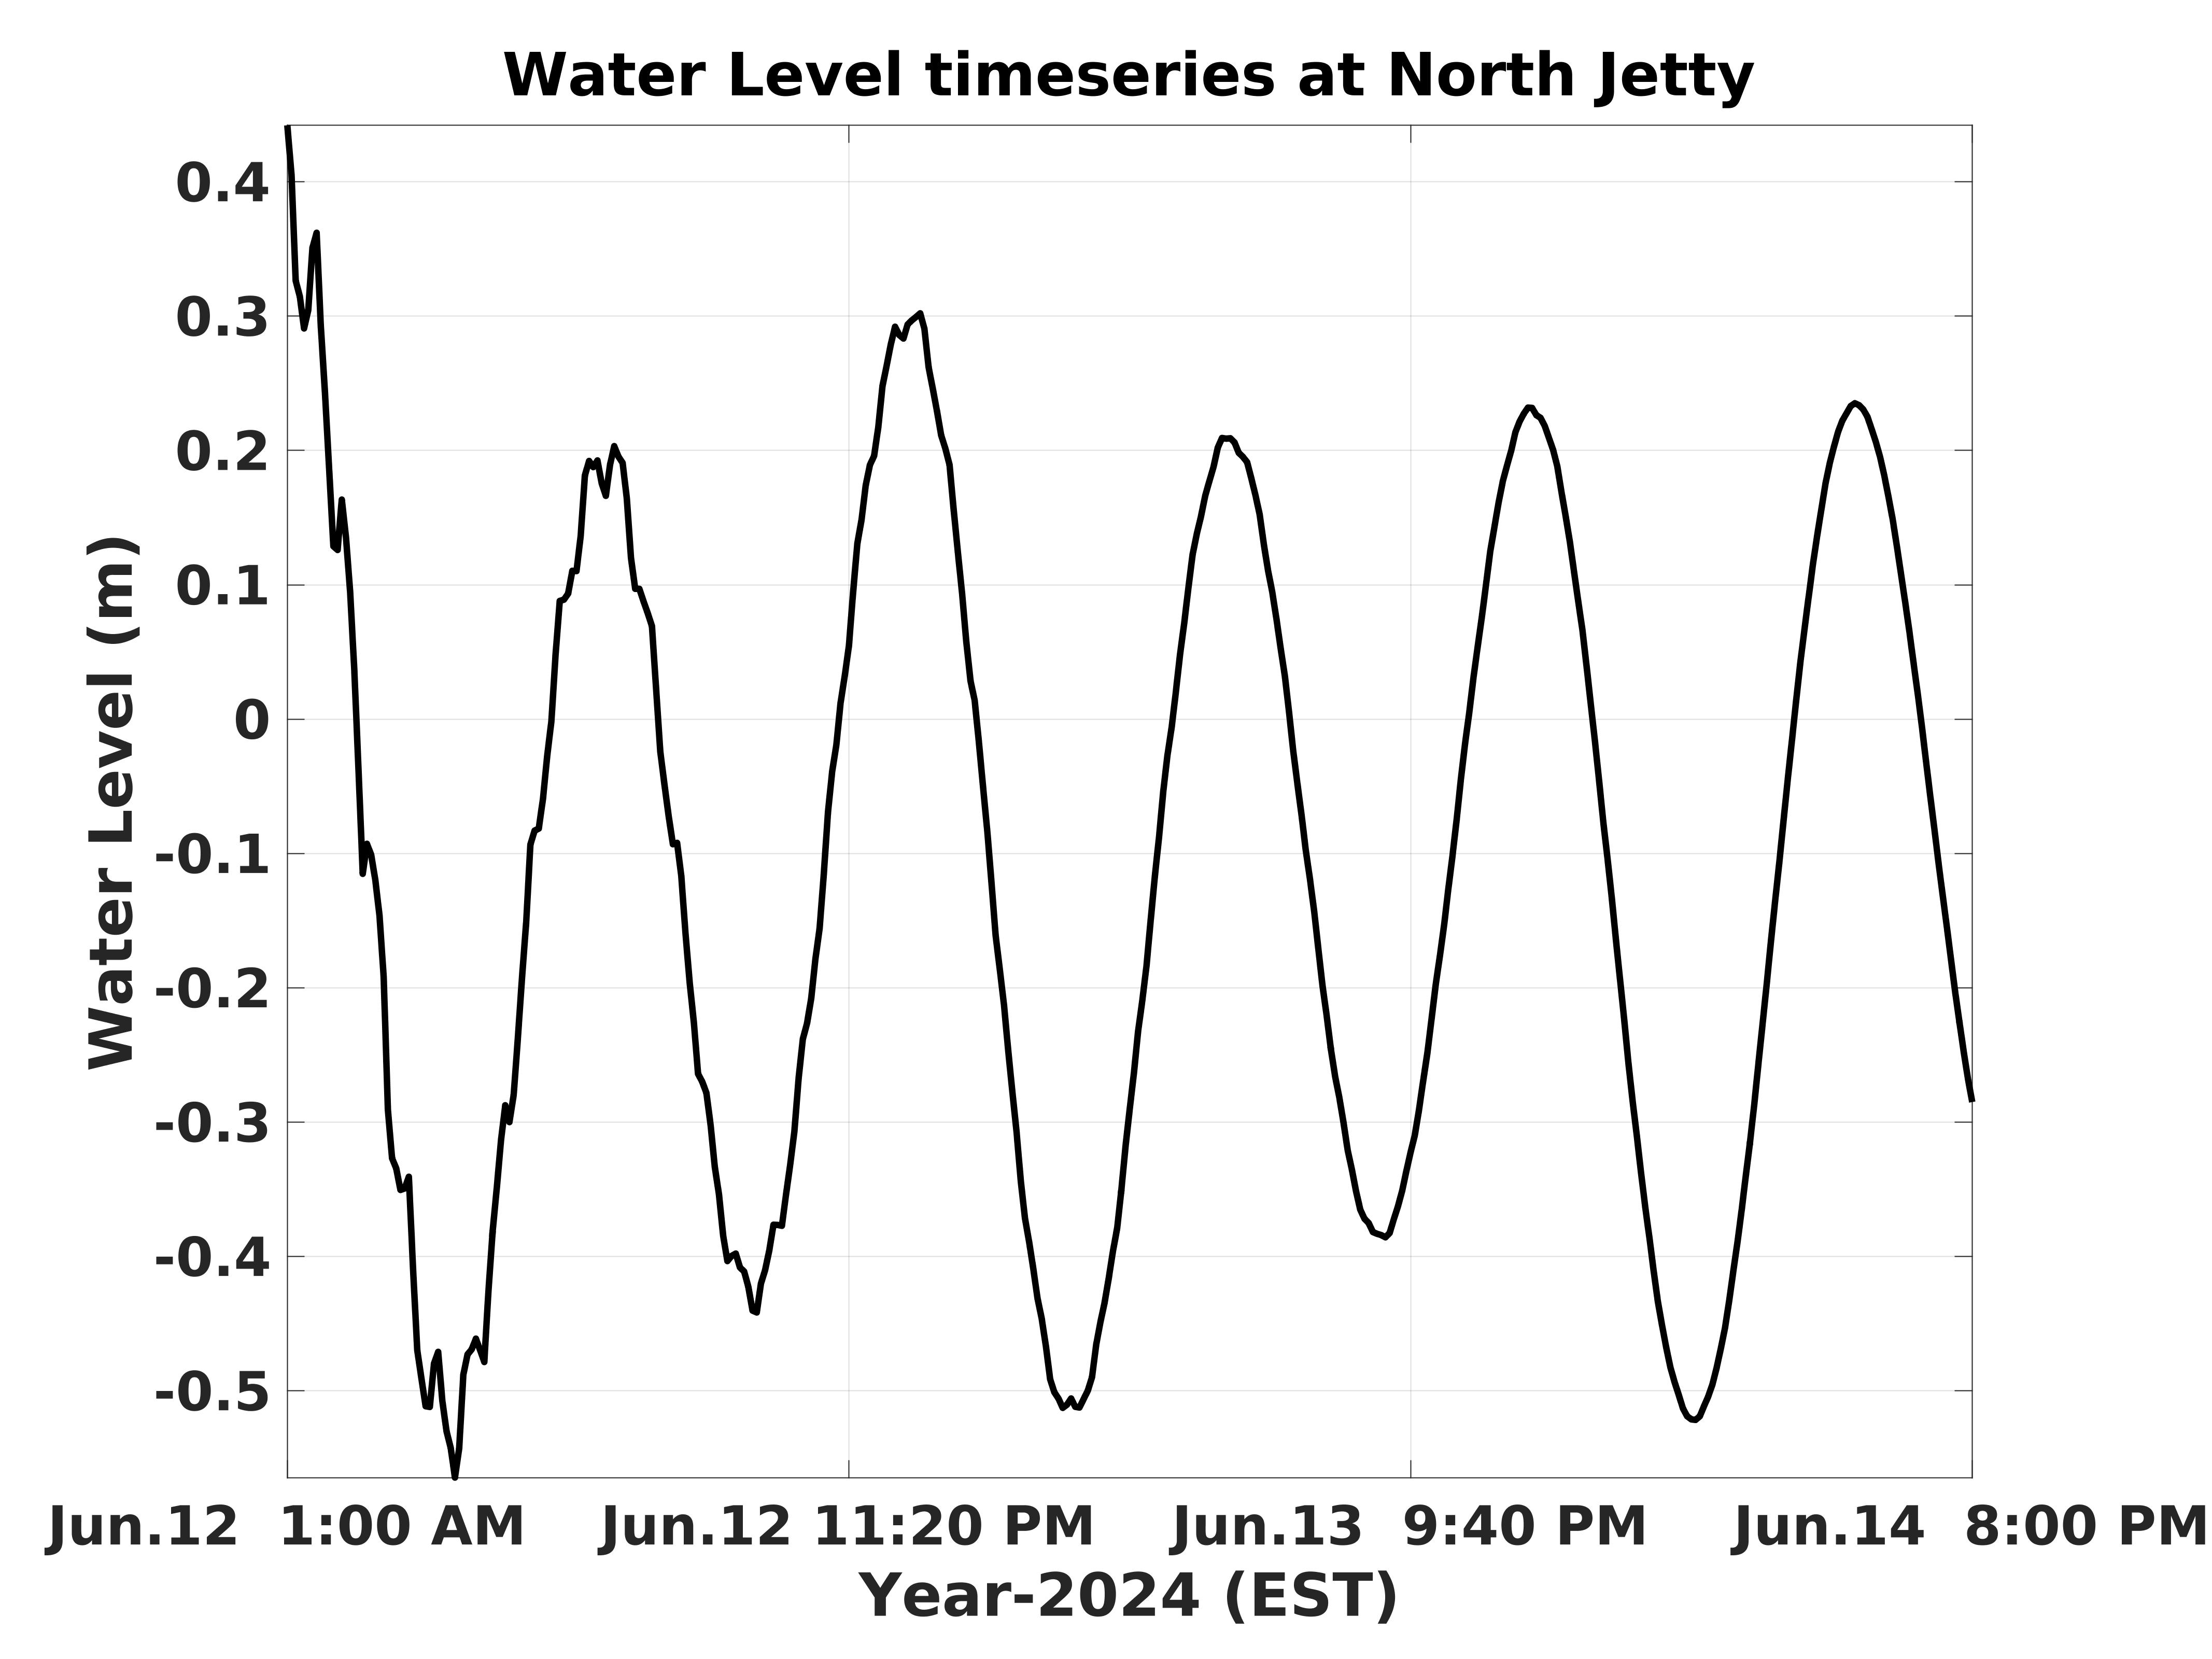 Water Level timeseries at North Jetty
Water Level (m)
0.4
0.3
0.2
0.1
0
-0.1
-0.2
-0.3
-0.4
-0.5
Jun.12 1:00 AM Jun.12 11:20 PM Jun.13 9:40 PM Jun.14 8:00 PM
Year-2024 (EST)